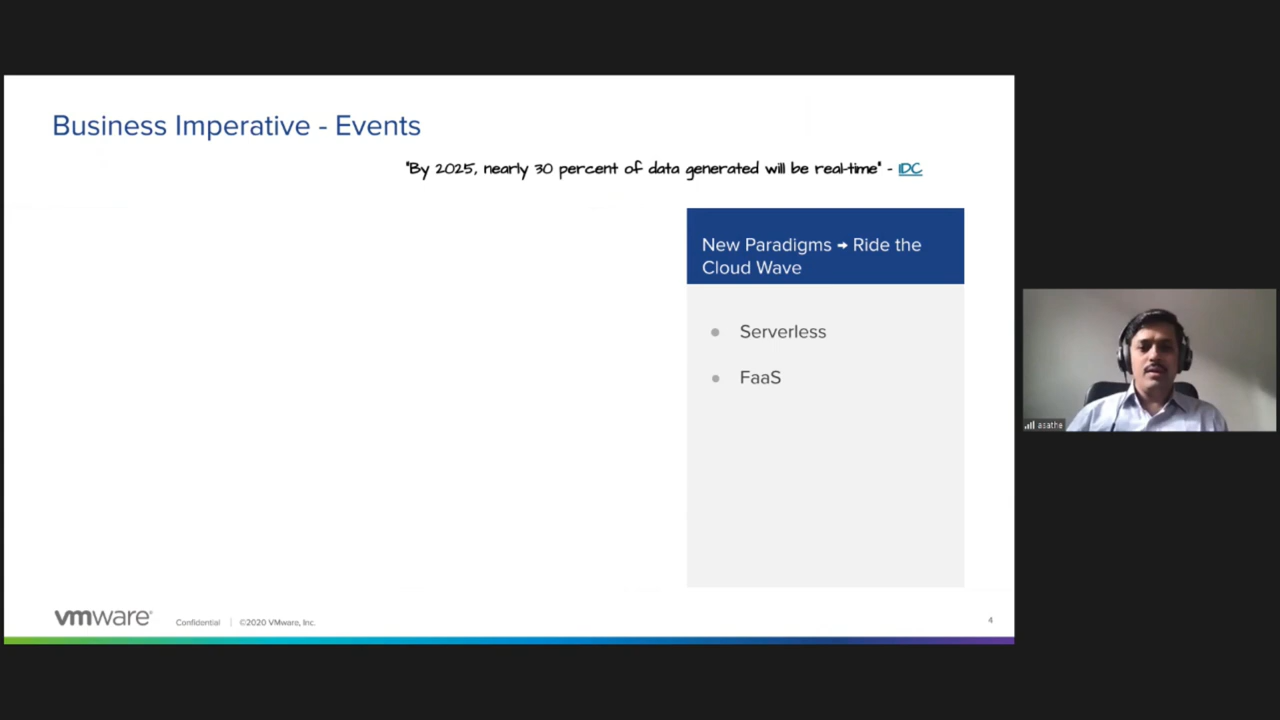 Business Imperative - Events
"By 2025, nearly 30 percent of data generated will be real-time" - IDC
New Paradigms → Ride the
Cloud Wave
● Serverless
● FaaS
asathe
vmware®
Confidential | ©2020 VMware, Inc.
4